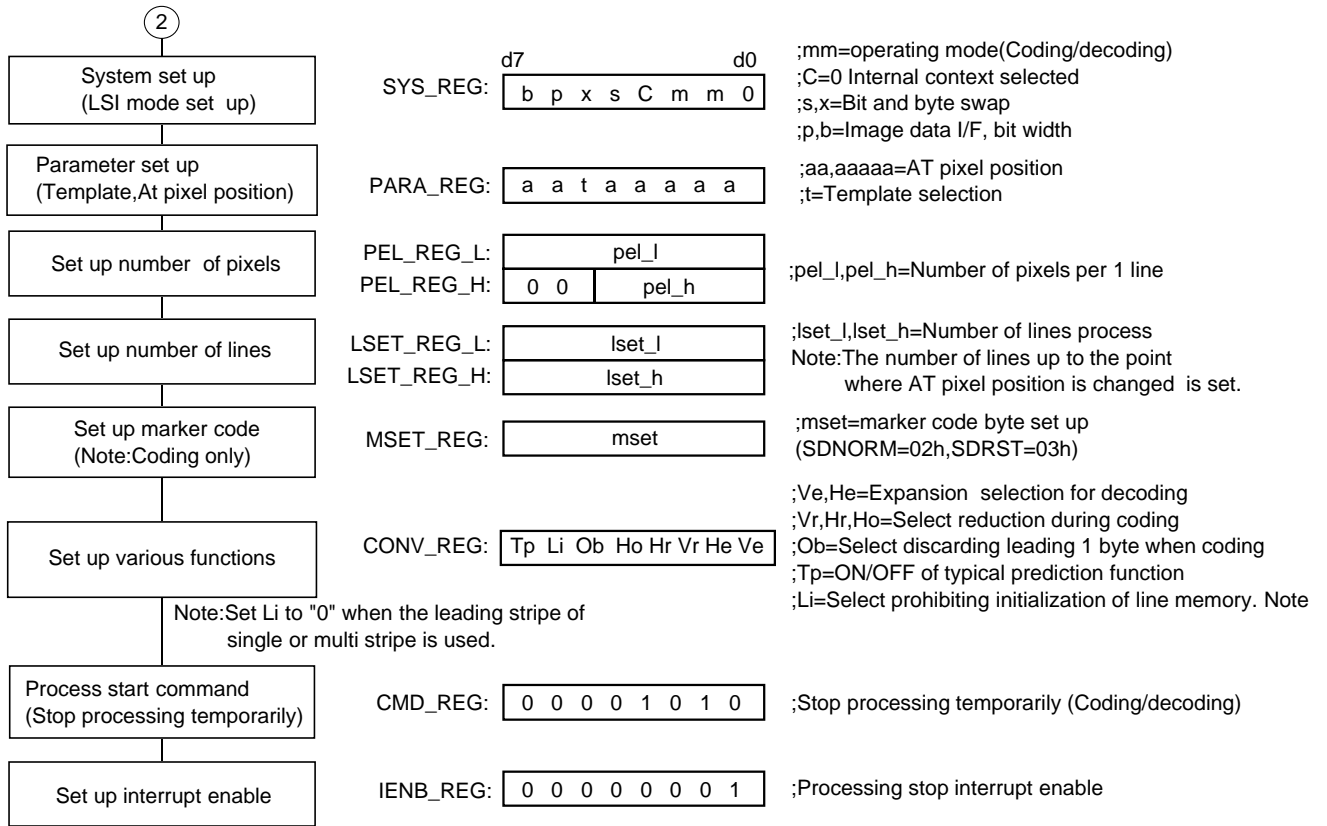 2
System set up
(LSI mode set  up)
d7 d0
SYS_REG: b p x s C m m 0
;mm=operating mode(Coding/decoding)
;C=0 Internal context selected
;s,x=Bit and byte swap
;p,b=Image data I/F, bit width
Parameter set up
(Template,At pixel position)
PARA_REG: a a t a a a a a
;aa,aaaaa=AT pixel position
;t=Template selection
Set up number  of pixels
PEL_REG_L: pel_l
PEL_REG_H: 0 0 pel_h
;pel_l,pel_h=Number of pixels per 1 line
Set up number of lines
LSET_REG_L: lset_l
LSET_REG_H: lset_h
;lset_l,lset_h=Number of lines process
Note:The number of lines up to the point
where AT pixel position is changed  is set.
Set up marker code
(Note:Coding only)
MSET_REG: mset
;mset=marker code byte set up
(SDNORM=02h,SDRST=03h)
Set up various functions
CONV_REG: Tp Li Ob Ho Hr Vr He Ve
;Ve,He=Expansion  selection for decoding
;Vr,Hr,Ho=Select reduction during coding
;Ob=Select discarding leading 1 byte when coding
;Tp=ON/OFF of typical prediction function
;Li=Select prohibiting initialization of line memory. Note
Note:Set Li to "0" when the leading stripe of
single or multi stripe is used.
Process start command
(Stop processing temporarily)
CMD_REG: 0 0 0 0 1 0 1 0
;Stop processing temporarily (Coding/decoding)
Set up interrupt enable
IENB_REG: 0 0 0 0 0 0 0 1
;Processing stop interrupt enable